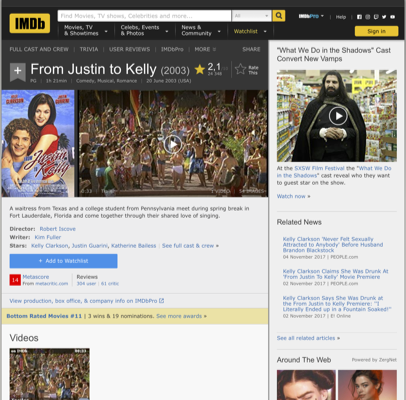 IMDb
Find Movies, TV shows, Celebrities and more...
All
IMDbPro
Help
Movies, TV
& Showtimes
Celebs, Events
& Photos
News &
Community
Watchlist
Sign in
FULL CAST AND CREW | TRIVIA | USER REVIEWS | IMDbPro | MORE
SHARE
From Justin to Kelly (2003)
2,1
Rate
This
PG | 1h 21min | Comedy, Musical, Romance | 20 June 2003 (USA)
From Justin
to Kelly
A waitress from Texas and a college student from Pennsylvania meet during spring break in
Fort Lauderdale, Florida and come together through their shared love of singing.
Director: Robert Iscove
Writer: Kim Fuller
Stars: Kelly Clarkson, Justin Guarini, Katherine Bailess | See full cast & crew »
+ Add to Watchlist
14
Metascore
From metacritic.com
Reviews
304 user | 61 critic
View production, box office, & company info on IMDbPro
Bottom Rated Movies #11 | 3 wins & 19 nominations. See more awards »
Videos
"What We Do in the Shadows" Cast
Convert New Vamps
At the SXSW Film Festival the "What We
Do in the Shadows" cast reveal who they
want to guest star on the show.
Watch now »
Related News
Kelly Clarkson 'Never Felt Sexually
Attracted to Anybody' Before Husband
Brandon Blackstock
04 November 2017 | PEOPLE.com
Kelly Clarkson Claims She Was Drunk At
'From Justin To Kelly' Movie Premiere
02 November 2017 | PEOPLE.com
Kelly Clarkson Says She Was Drunk at
the From Justin to Kelly Premiere: "I
Literally Ended up in a Fountain Soaked!"
02 November 2017 | E! Online
See all related articles »
Around The Web
Powered by ZergNet